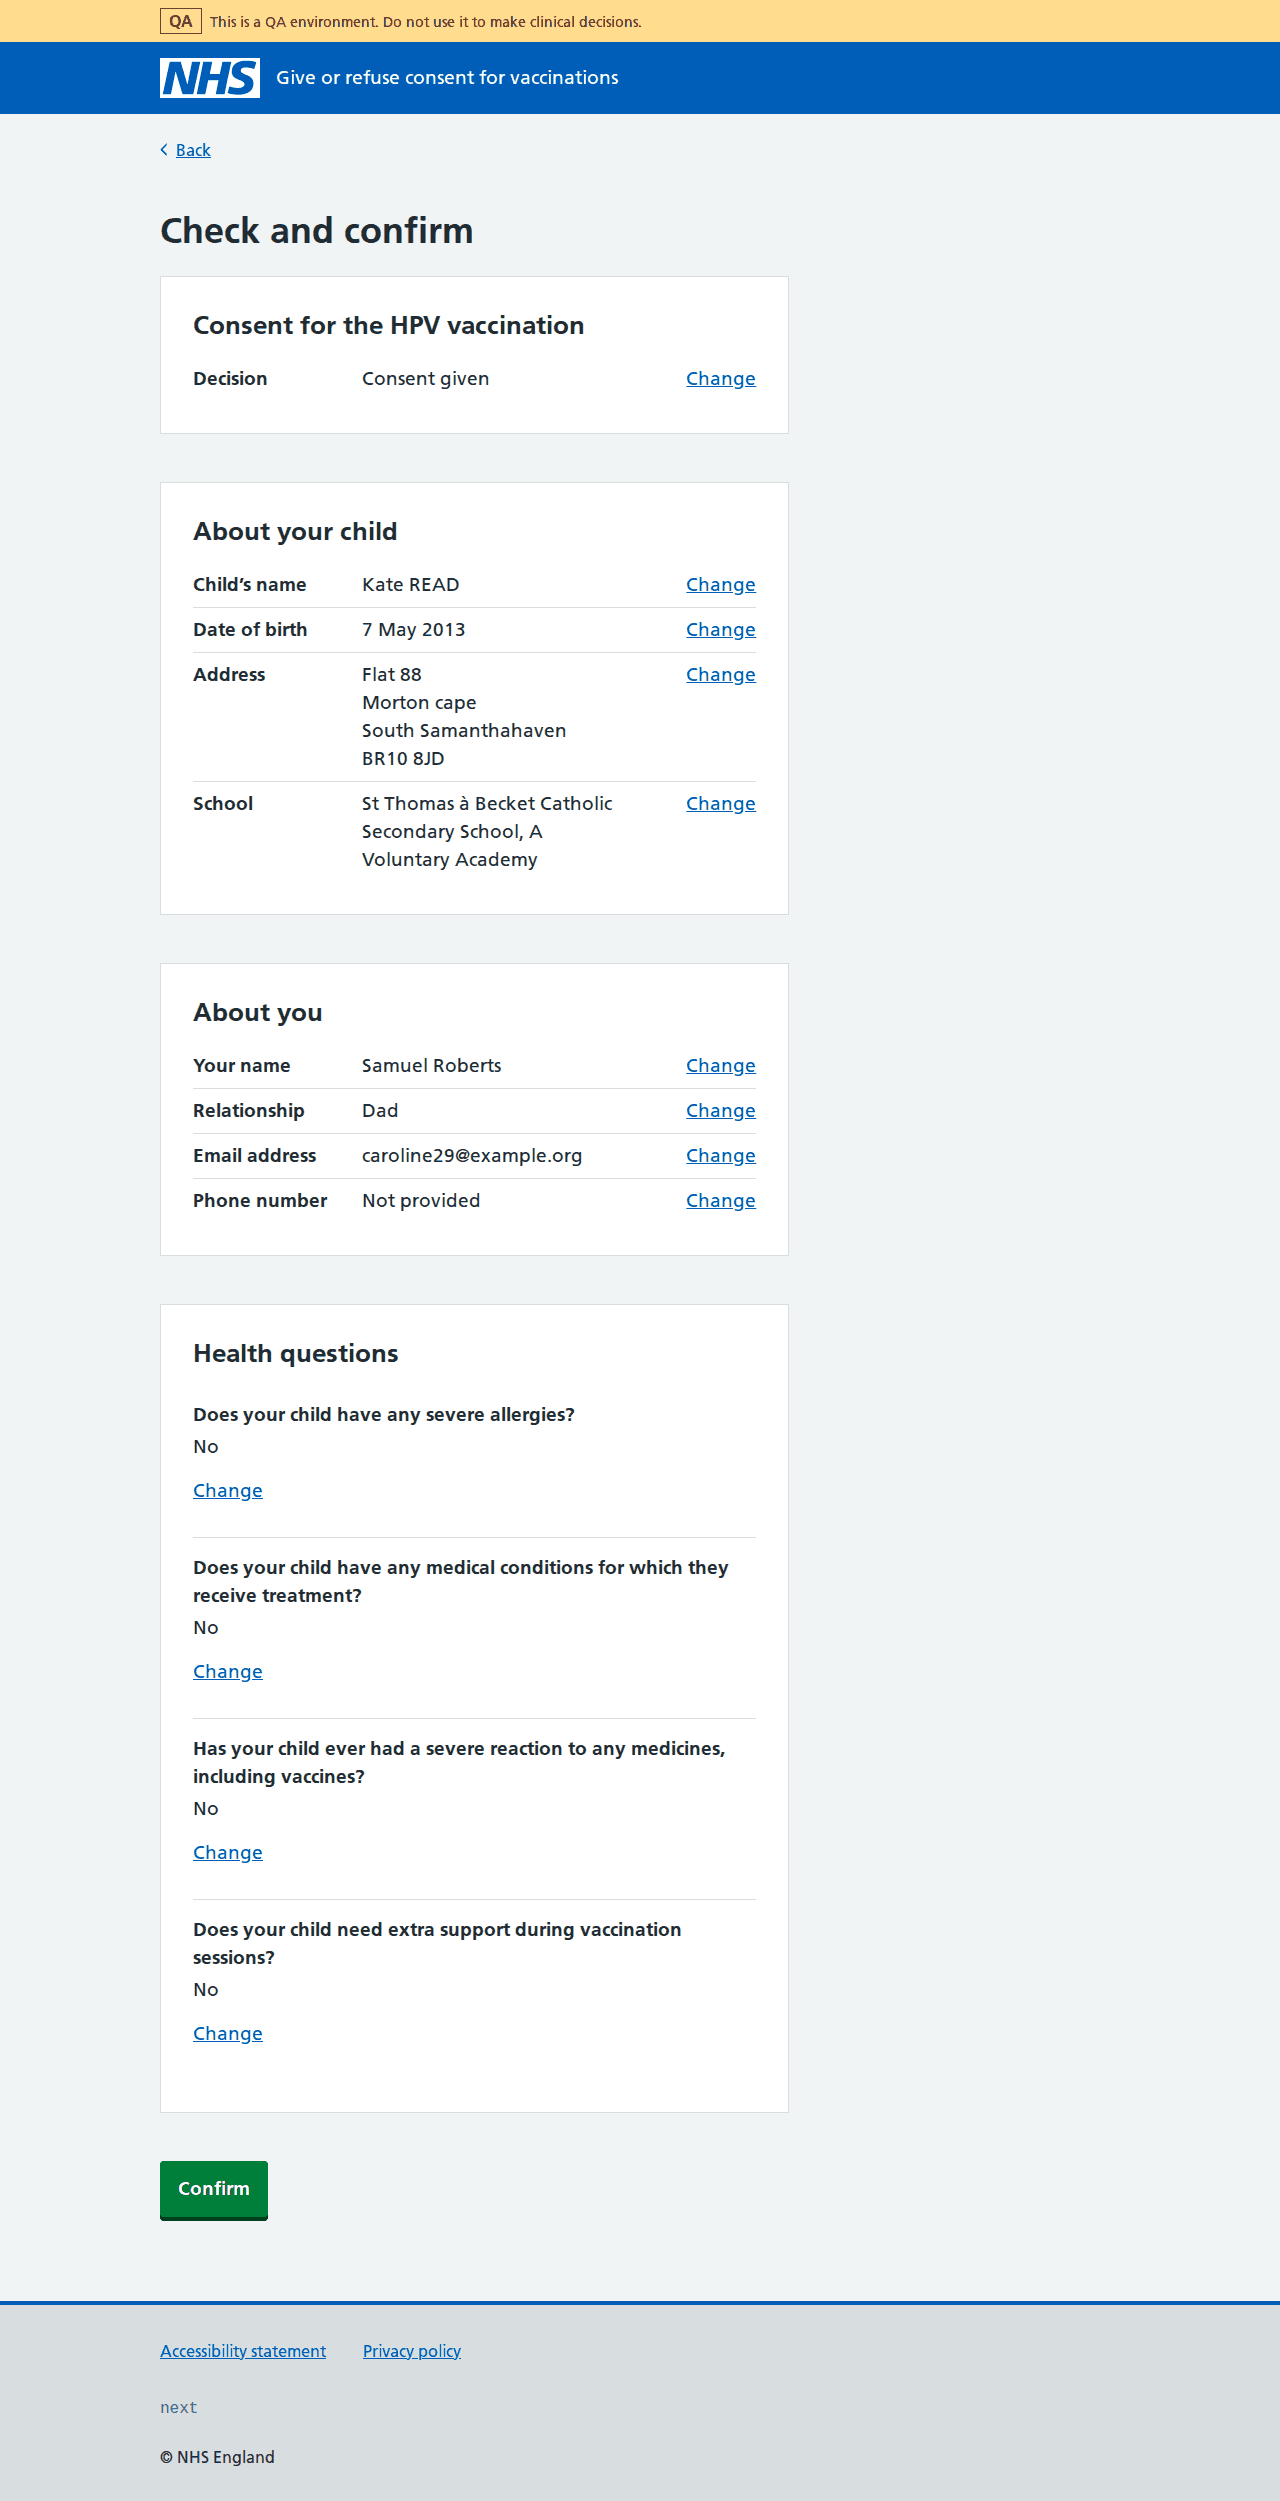 QA This is a QA environment. Do not use it to make clinical decisions.
NHS Give or refuse consent for vaccinations
Back
Check and confirm
Consent for the HPV vaccination
Decision Consent given Change
About your child
Child’s name Kate READ Change
Date of birth 7 May 2013 Change
Address Flat 88 Change
Morton cape
South Samanthahaven
BR10 8JD
School St Thomas à Becket Catholic Change
Secondary School, A
Voluntary Academy
About you
Your name Samuel Roberts Change
Relationship Dad Change
Email address caroline29@example.org Change
Phone number Not provided Change
Health questions
Does your child have any severe allergies?
No
Change
Does your child have any medical conditions for which they
receive treatment?
No
Change
Has your child ever had a severe reaction to any medicines,
including vaccines?
No
Change
Does your child need extra support during vaccination
sessions?
No
Change
Confirm
Accessibility statement Privacy policy
next
© NHS England